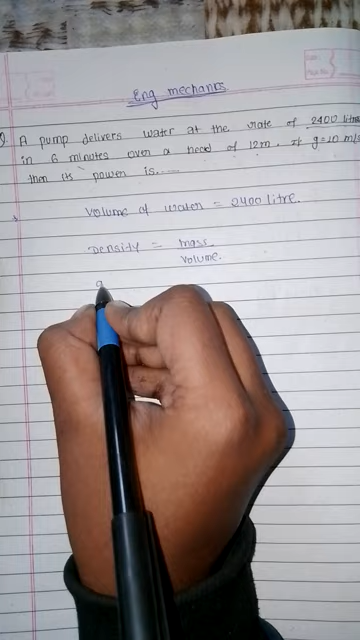 Eng mechanics
Q. A pump delivers water at the rate of 2400 litre
in 6 minutes over a head of 12m. If g=10 m/s
then its power is......
Volume of water = 2400 litre.
Density = mass
volume.